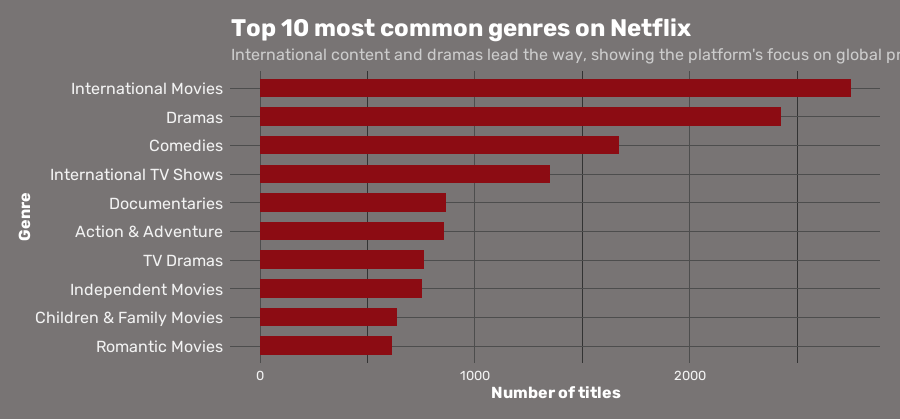 Top 10 most common genres on Netflix
International content and dramas lead the way, showing the platform's focus on global
International Movies
Dramas
Comedies
International TV Shows
Documentaries
Action & Adventure
TV Dramas
Independent Movies
Children & Family Movies
Romantic Movies
Genre
0 1000 2000
Number of titles